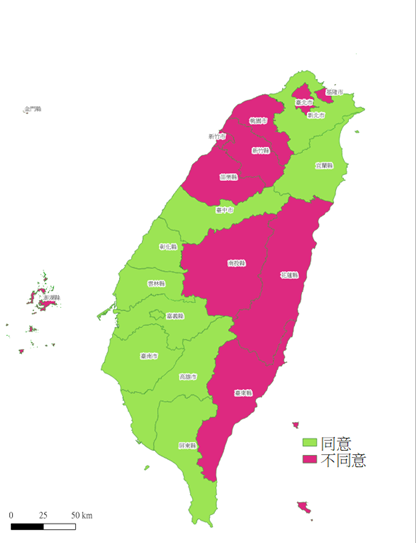 基隆市
臺北市
金門縣
新北市
桃園市
新竹市
新竹縣
宜蘭縣
苗栗縣
臺中市
彰化縣
南投縣
花蓮縣
雲林縣
澎湖縣
嘉義縣
臺南市
高雄市
臺東縣
屏東縣
同意
不同意
0 25 50 km